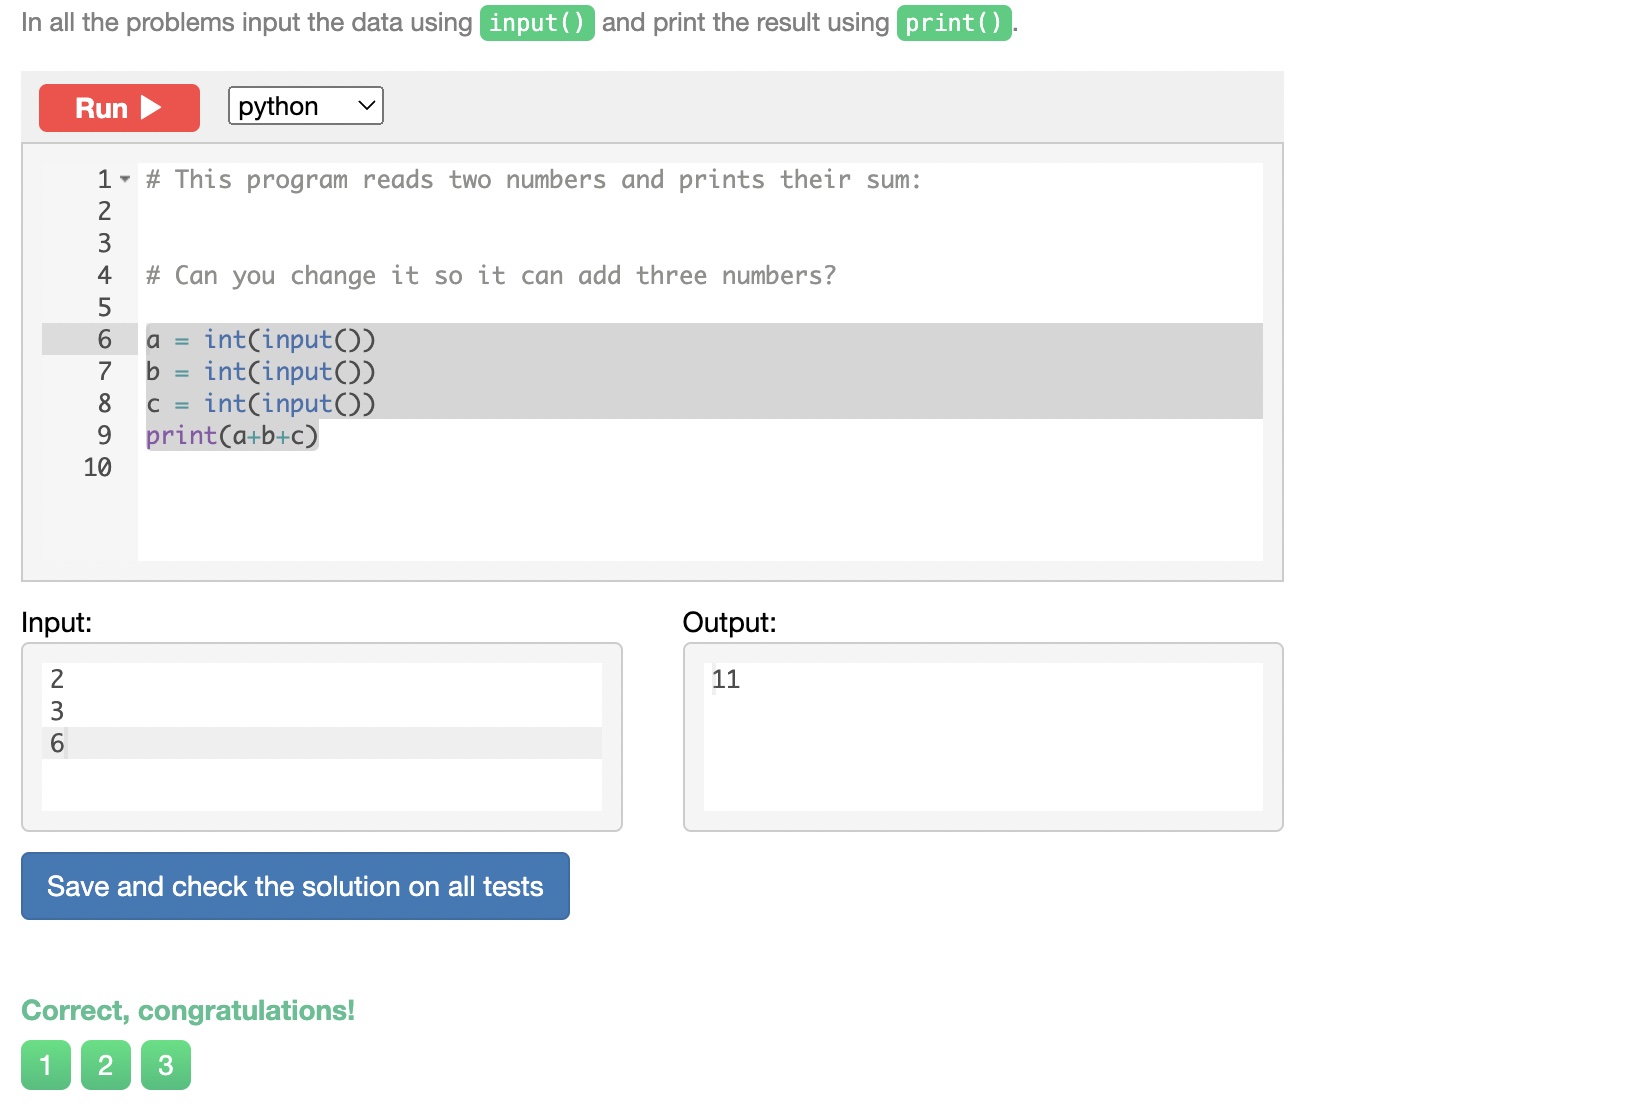 In all the problems input the data using input() and print the result using print().
Run
python
1 # This program reads two numbers and prints their sum:
2
3
4 # Can you change it so it can add three numbers?
5
6 a = int(input())
7 b = int(input())
8 c = int(input())
9 print(a+b+c)
10
Input:
2
3
6
Output:
11
Save and check the solution on all tests
Correct, congratulations!
1 2 3